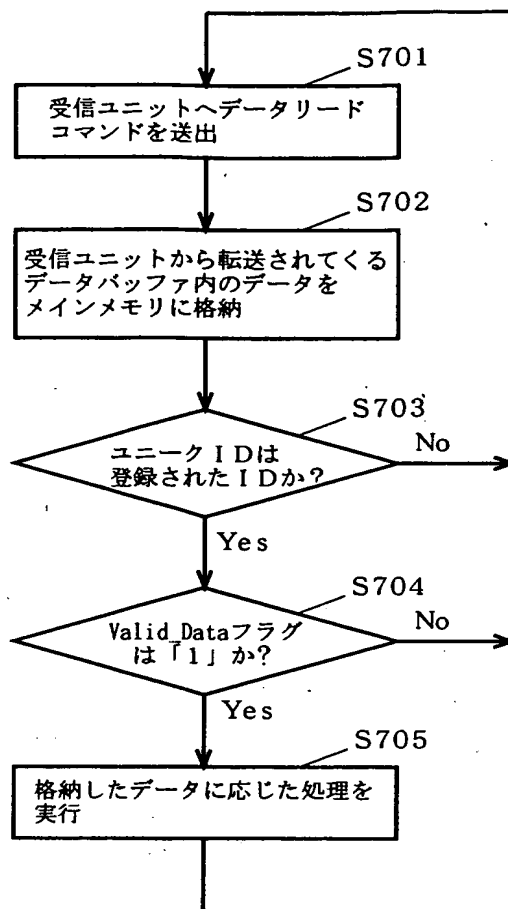 S701
受信ユニットへデータリード
コマンドを送出
S702
受信ユニットから転送されてくる
データバッファ内のデータを
メインメモリに格納
S703
ユニークIDは
登録されたIDか?
No
Yes
S704
Valid_Dataフラグ
は「1」か?
No
Yes
S705
格納したデータに応じた処理を
実行